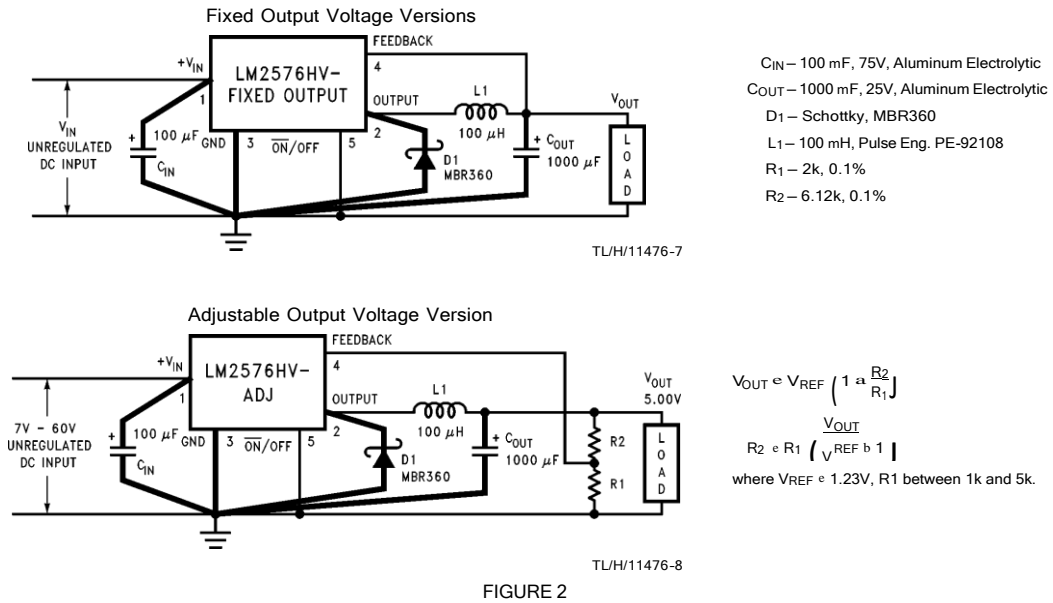 Fixed Output Voltage Versions
FEEDBACK
+VIN
4
LM2576HV-
FIXED OUTPUT
1
OUTPUT
L1
VOUT
2
100 μH
VIN
UNREGULATED
DC INPUT
+
100 μF
CIN
GND
3
ON/OFF
5
D1
MBR360
+
COUT
1000 μF
LOAD
TL/H/11476-7
CIN – 100 mF, 75V, Aluminum Electrolytic
COUT – 1000 mF, 25V, Aluminum Electrolytic
D1 – Schottky, MBR360
L1 – 100 mH, Pulse Eng. PE-92108
R1 – 2k, 0.1%
R2 – 6.12k, 0.1%
Adjustable Output Voltage Version
FEEDBACK
+VIN
4
LM2576HV-
ADJ
1
OUTPUT
L1
VOUT
5.00V
2
100 μH
7V - 60V
UNREGULATED
DC INPUT
+
100 μF
CIN
GND
3
ON/OFF
5
D1
MBR360
+
COUT
1000 μF
R2
R1
LOAD
TL/H/11476-8
VOUT e VREF (1 a R2/R1)
R2 e R1 (VOUT/VREF b 1)
where VREF e 1.23V, R1 between 1k and 5k.
FIGURE 2